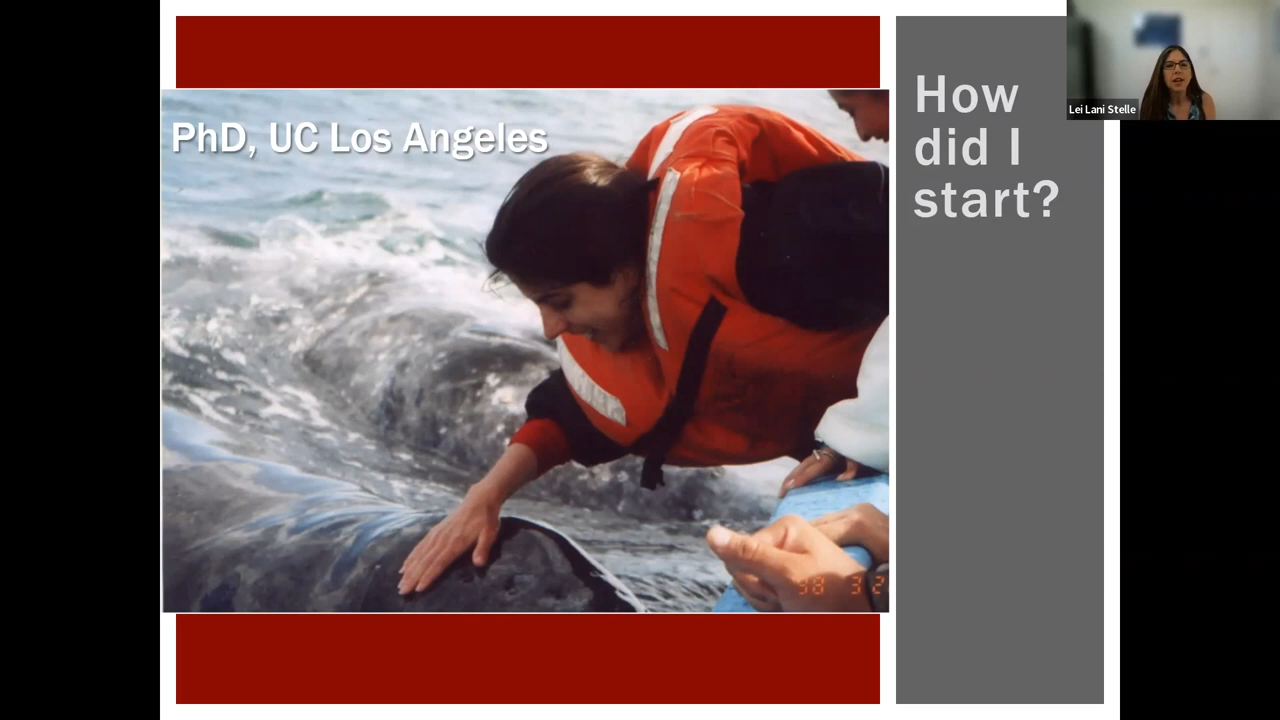 PhD, UC Los Angeles
How
did I
start?
Lei Lani Stelle
98 3 2